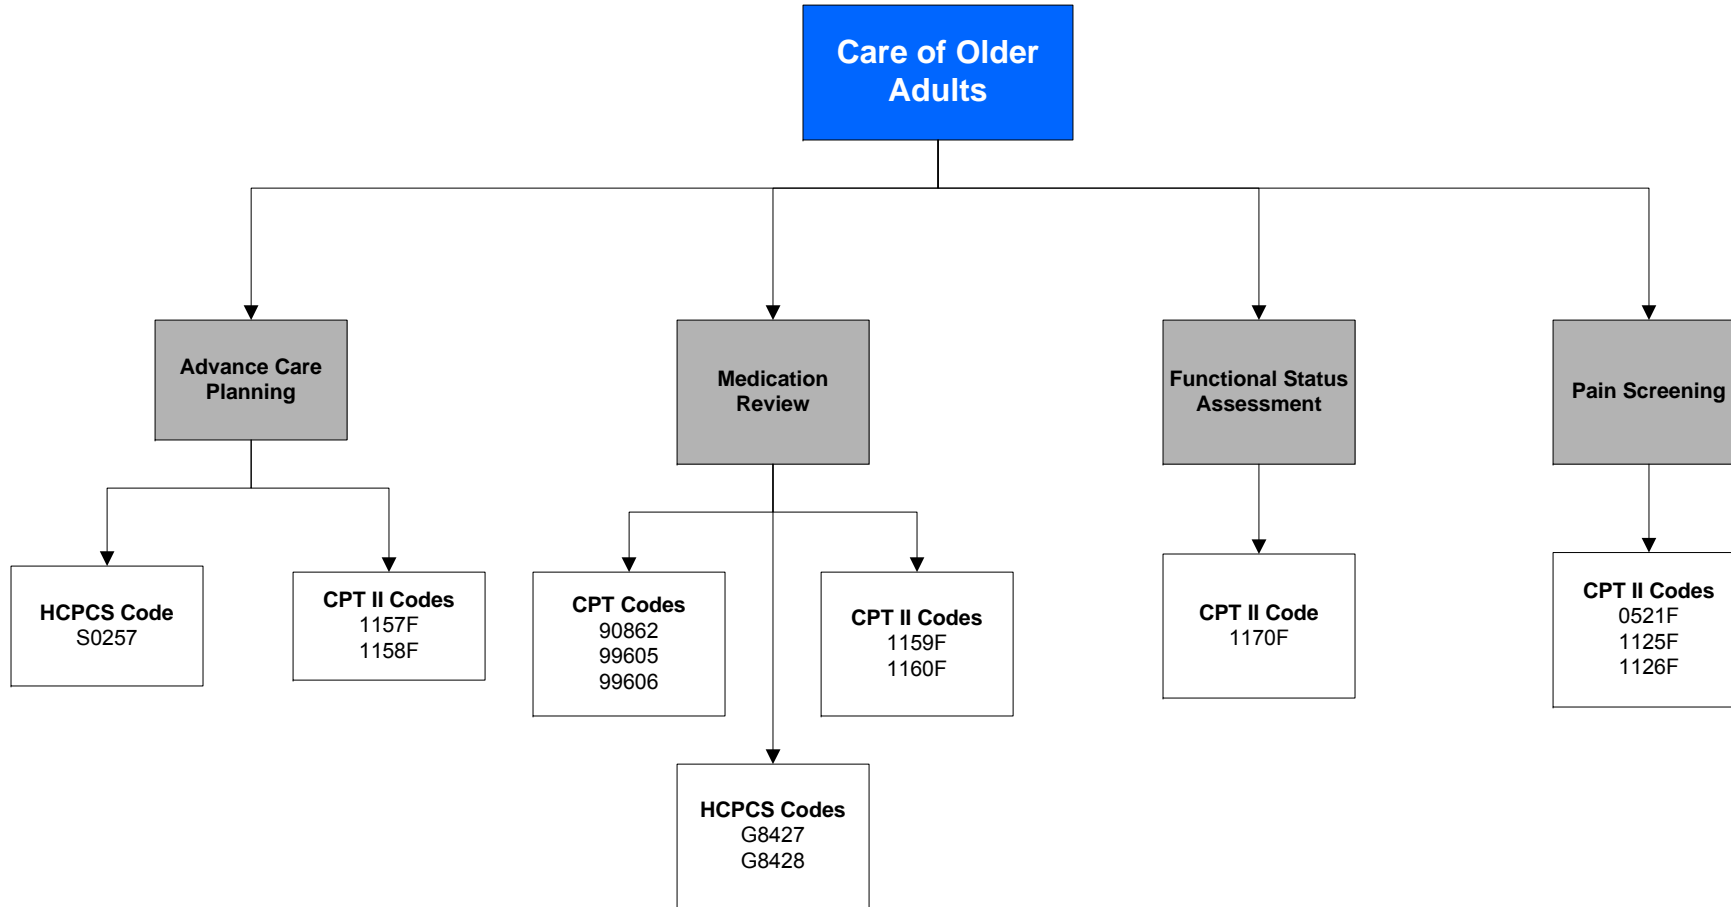 Care of Older
Adults
Advance Care
Planning
Medication
Review
Functional Status
Assessment
Pain Screening
HCPCS Code
S0257
CPT II Codes
1157F
1158F
CPT Codes
90862
99605
99606
CPT II Codes
1159F
1160F
CPT II Code
1170F
CPT II Codes
0521F
1125F
1126F
HCPCS Codes
G8427
G8428